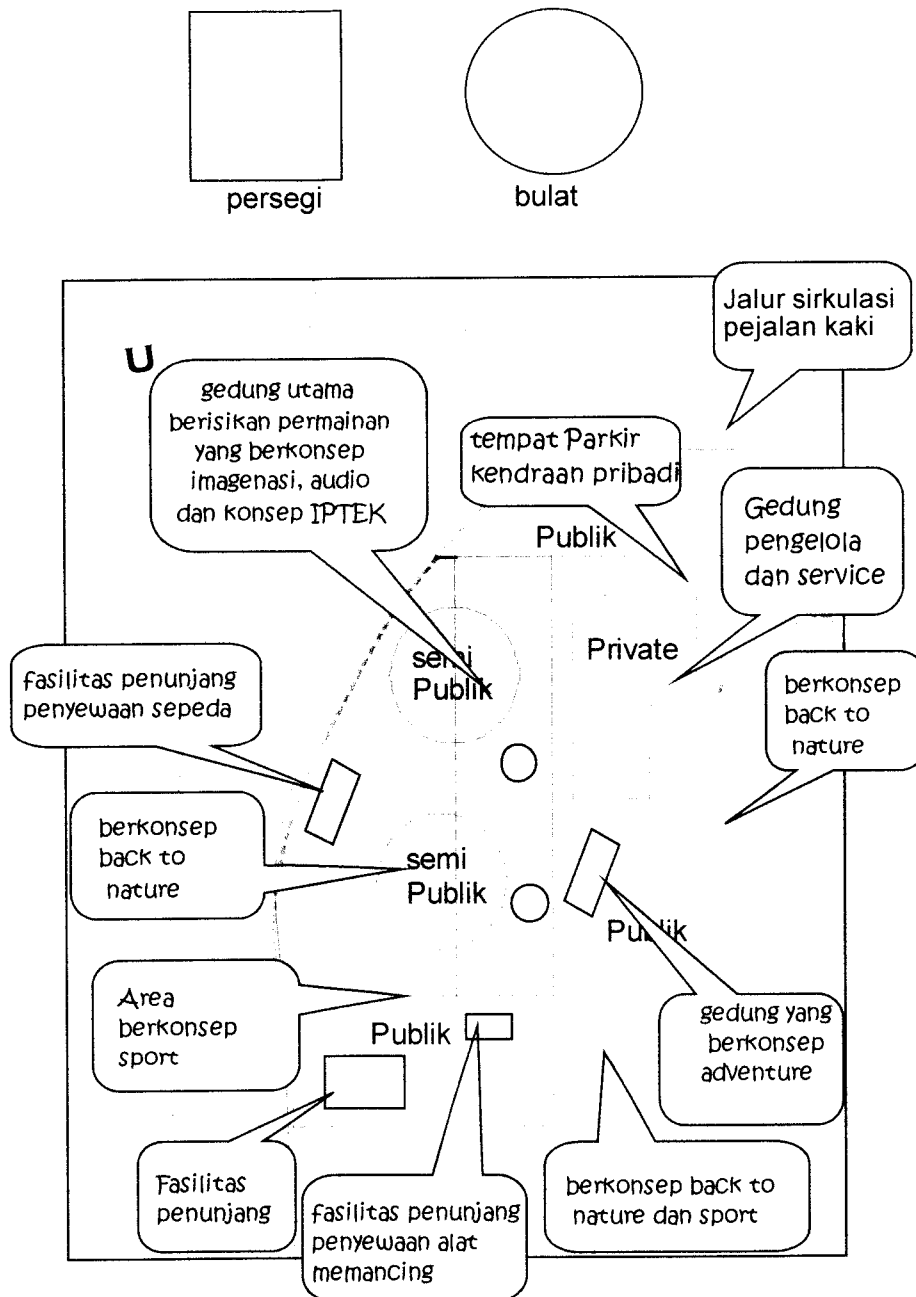 persegi
bulat
Jalur sirkulasi
pejalan kaki
U
gedung utama
berisikan permainan
yang berkonsep
imagenasi, audio
dan konsep IPTEK
tempat Parkir
kendraan pribadi
Publik
Gedung
pengelola
dan service
semi
Publik
Private
fasilitas penunjang
penyewaan sepeda
berkonsep
back to
nature
berkonsep
back to
nature
semi
Publik
Publik
Area
berkonsep
sport
Publik
gedung yang
berkonsep
adventure
Fasilitas
penunjang
fasilitas penunjang
penyewaan alat
memancing
berkonsep back to
nature dan sport